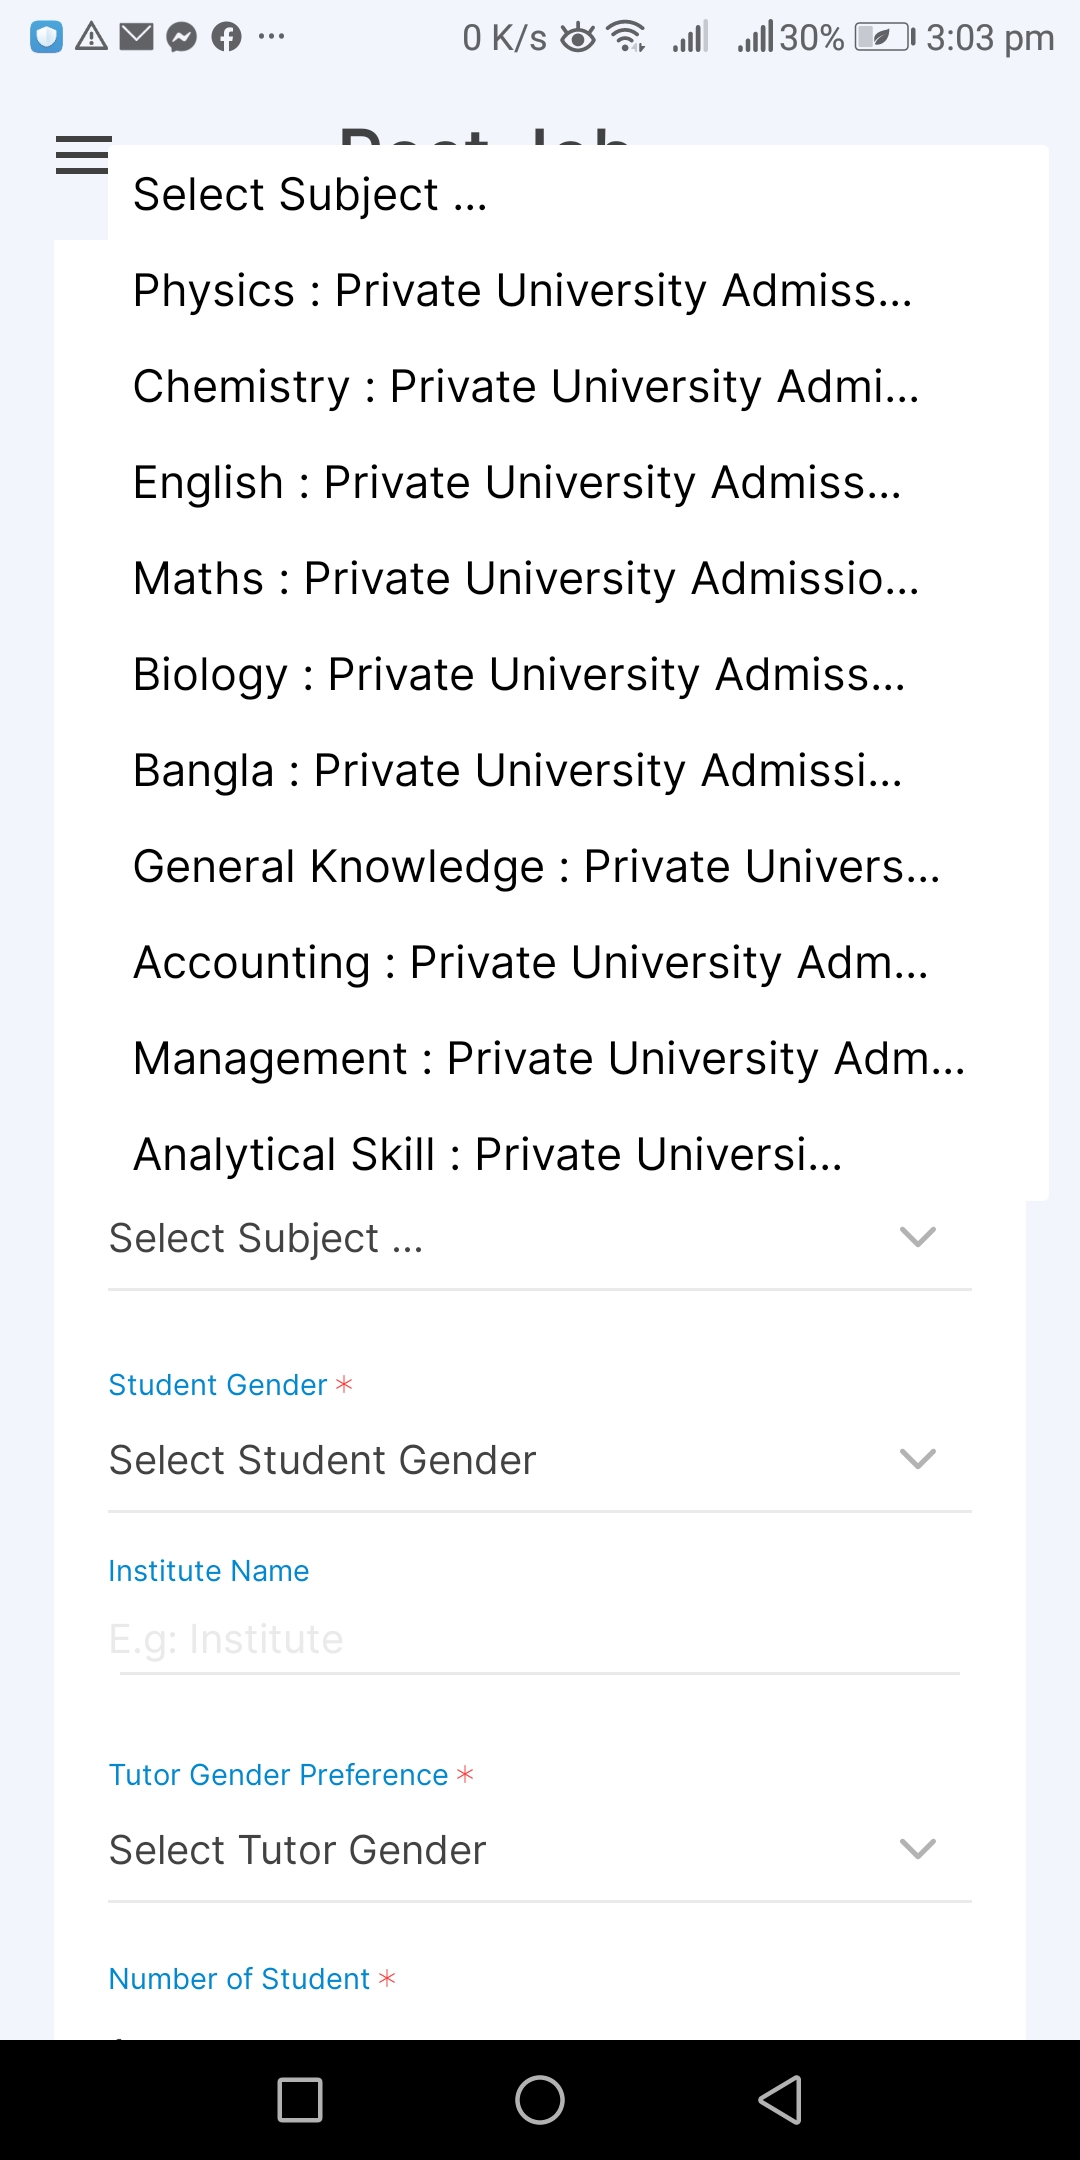 0 K/s 30% 3:03 pm
Post Job
Select Subject ...
Physics : Private University Admiss...
Chemistry : Private University Admi...
English : Private University Admiss...
Maths : Private University Admissio...
Biology : Private University Admiss...
Bangla : Private University Admissi...
General Knowledge : Private Univers...
Accounting : Private University Adm...
Management : Private University Adm...
Analytical Skill : Private Universi...
Select Subject ...
Student Gender *
Select Student Gender
Institute Name
E.g: Institute
Tutor Gender Preference *
Select Tutor Gender
Number of Student *